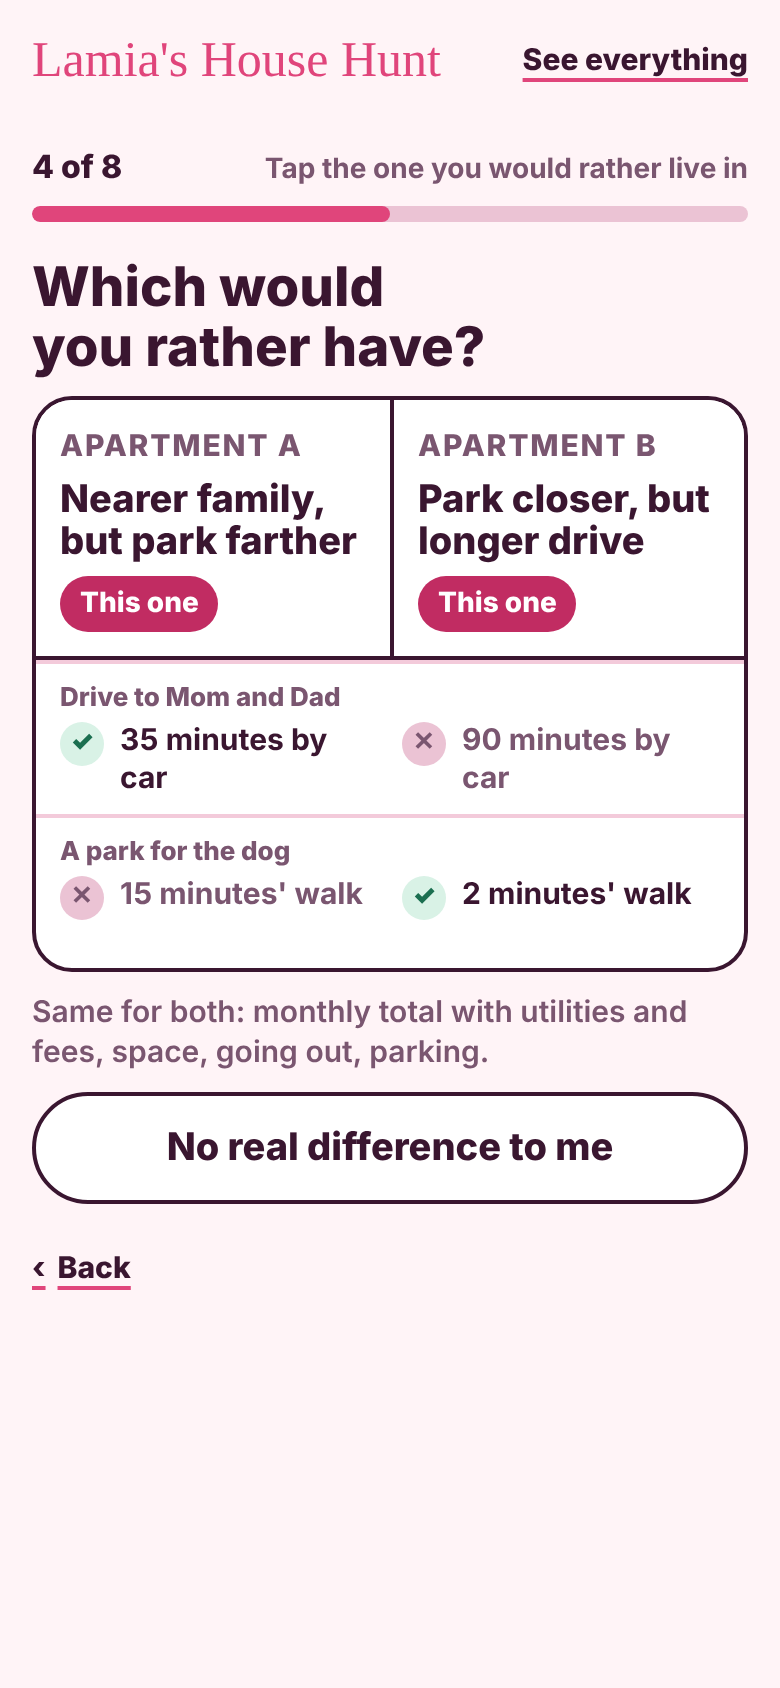 Lamia's House Hunt
See everything
4 of 8
Tap the one you would rather live in
Which would
you rather have?
APARTMENT A
Nearer family,
but park farther
This one
APARTMENT B
Park closer, but
longer drive
This one
Drive to Mom and Dad
35 minutes by
car
90 minutes by
car
A park for the dog
15 minutes' walk
2 minutes' walk
Same for both: monthly total with utilities and
fees, space, going out, parking.
No real difference to me
‹ Back